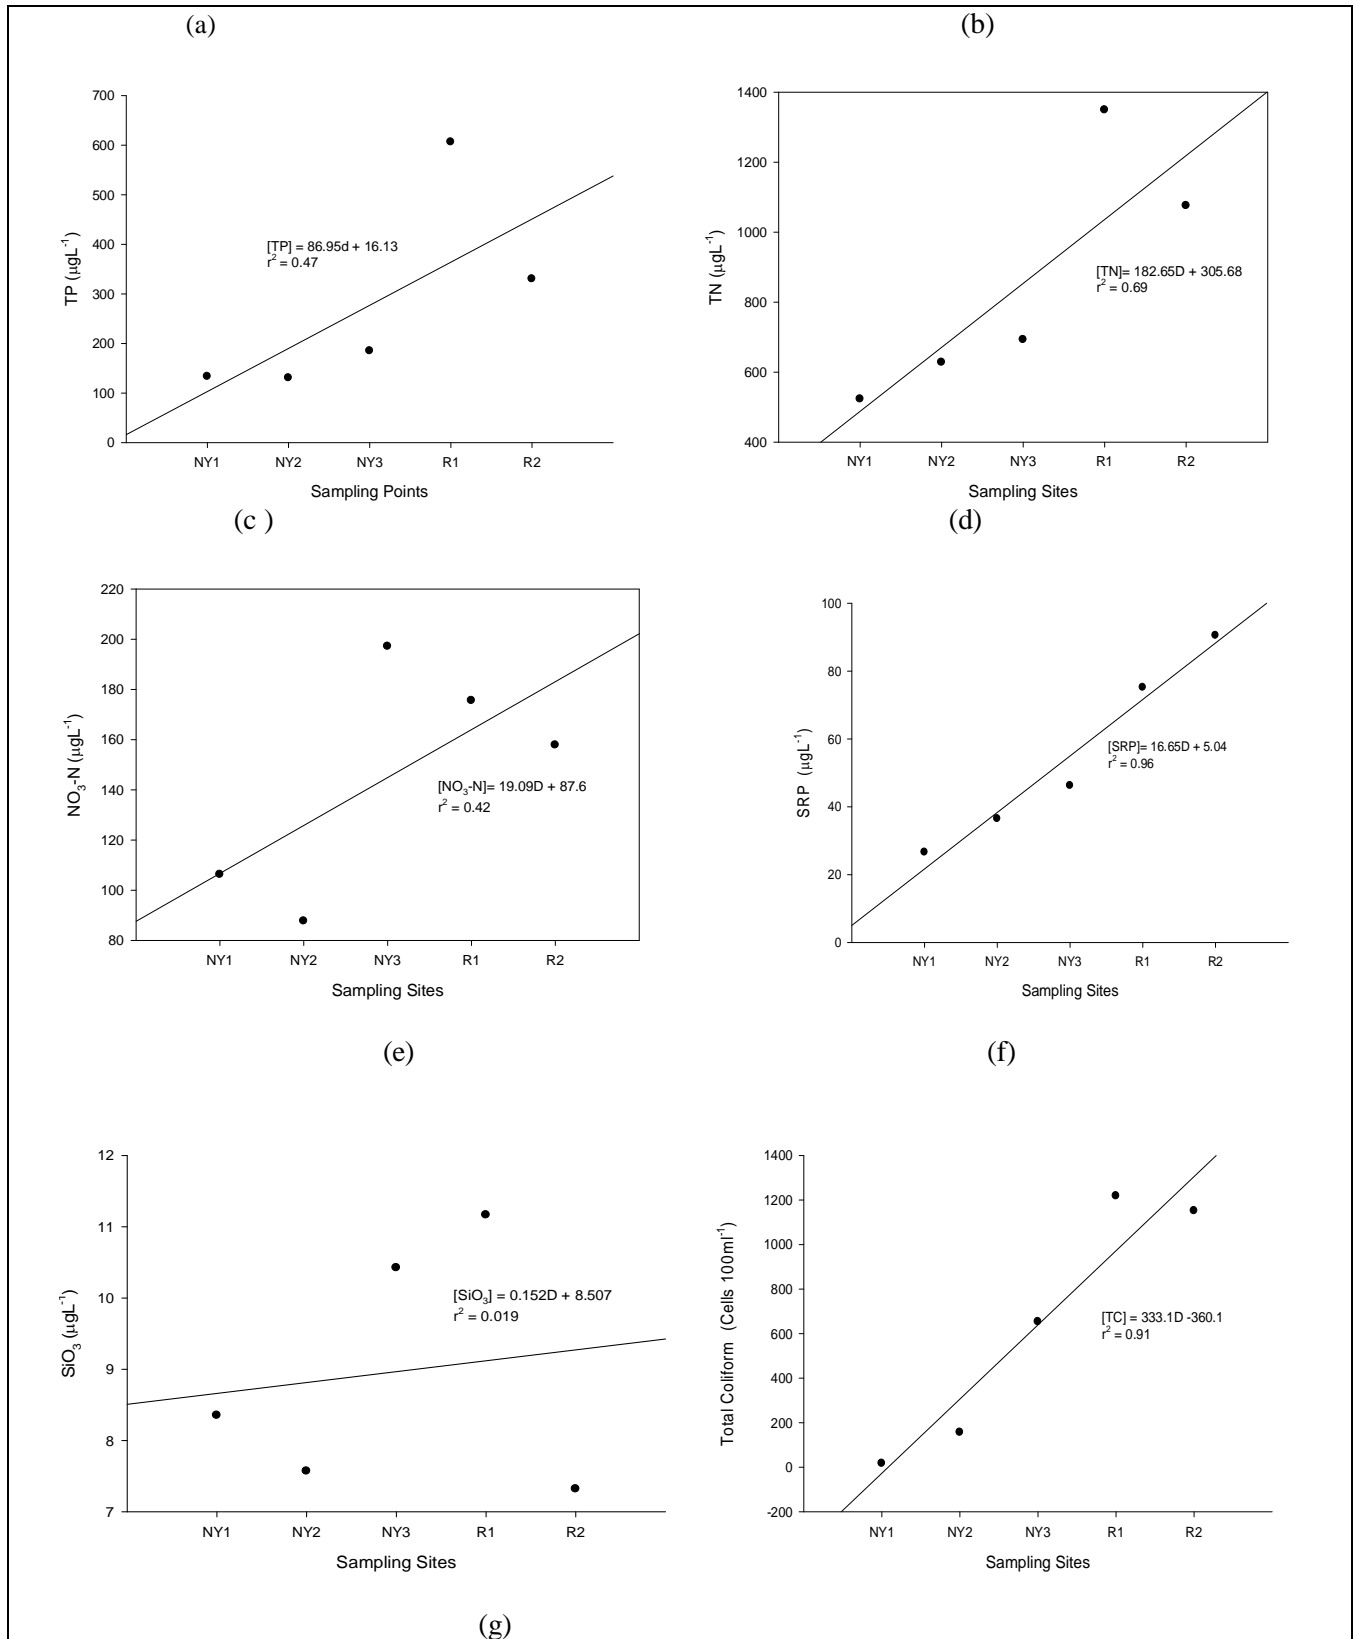 (a)
700
600
500
400
300
200
100
0
TP (µgL⁻¹)
[TP] = 86.95d + 16.13
r² = 0.47
NY1 NY2 NY3 R1 R2
Sampling Points
(b)
1400
1200
1000
800
600
400
TN (µgL⁻¹)
[TN]= 182.65D + 305.68
r² = 0.69
NY1 NY2 NY3 R1 R2
Sampling Sites
(c )
220
200
180
160
140
120
100
80
NO₃-N (µgL⁻¹)
[NO₃-N]= 19.09D + 87.6
r² = 0.42
NY1 NY2 NY3 R1 R2
Sampling Sites
(d)
100
80
60
40
20
0
SRP (µgL⁻¹)
[SRP]= 16.65D + 5.04
r² = 0.96
NY1 NY2 NY3 R1 R2
Sampling Sites
(e)
12
11
10
9
8
7
SiO₃ (µgL⁻¹)
[SiO₃] = 0.152D + 8.507
r² = 0.019
NY1 NY2 NY3 R1 R2
Sampling Sites
(f)
1400
1200
1000
800
600
400
200
0
-200
Total Coliform (Cells 100ml⁻¹)
[TC] = 333.1D -360.1
r² = 0.91
NY1 NY2 NY3 R1 R2
Sampling Sites
(g)